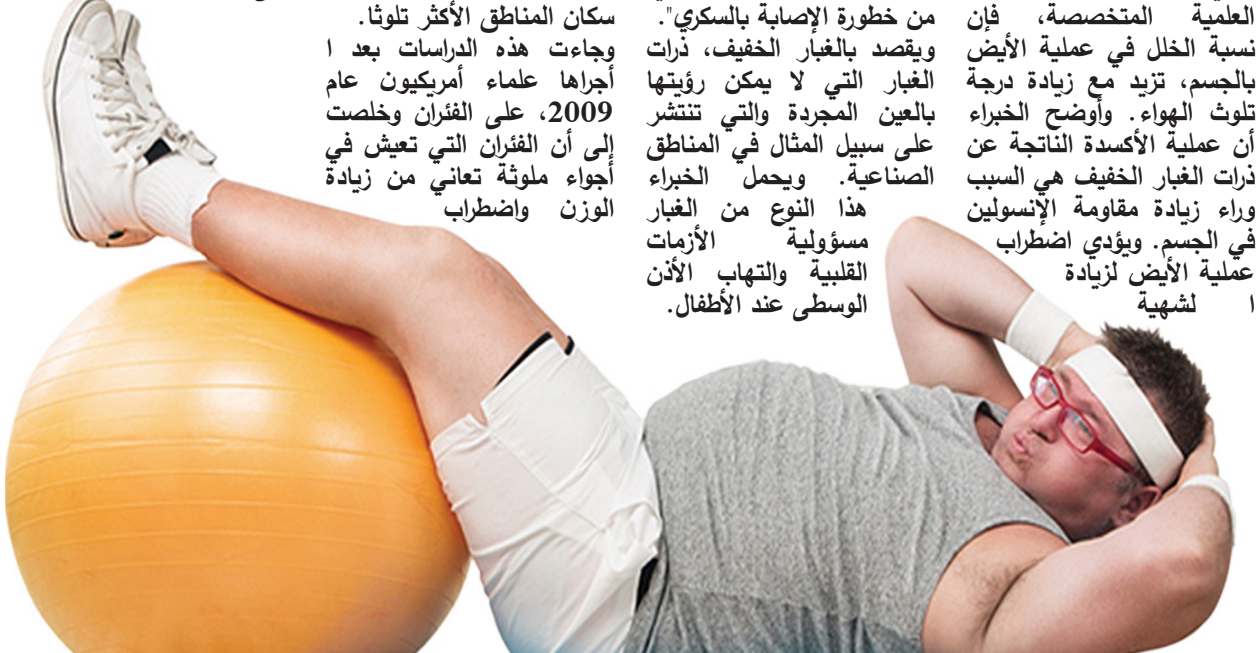 العلمية المتخصصة، فإن
نسبة الخلل في عملية الأيض
بالجسم، تزيد مع زيادة درجة
تلوث الهواء. وأوضح الخبراء
أن عملية الأكسدة الناتجة عن
ذرات الغبار الخفيف هي السبب
وراء زيادة مقاومة الإنسولين
في الجسم. ويؤدي اضطراب
عملية الأيض لزيادة
ا لشهية
من خطورة الإصابة بالسكري".
ويقصد بالغبار الخفيف، ذرات
الغبار التي لا يمكن رؤيتها
بالعين المجردة والتي تنتشر
على سبيل المثال في المناطق
الصناعية. ويحمل الخبراء
هذا النوع من الغبار
مسؤولية الأزمات
القلبية والتهاب الأذن
الوسطى عند الأطفال.
سكان المناطق الأكثر تلوثا.
وجاءت هذه الدراسات بعد ا
أجراها علماء أمريكيون عام
2009، على الفئران وخلصت
إلى أن الفئران التي تعيش في
أجواء ملوثة تعاني من زيادة
الوزن واضطراب